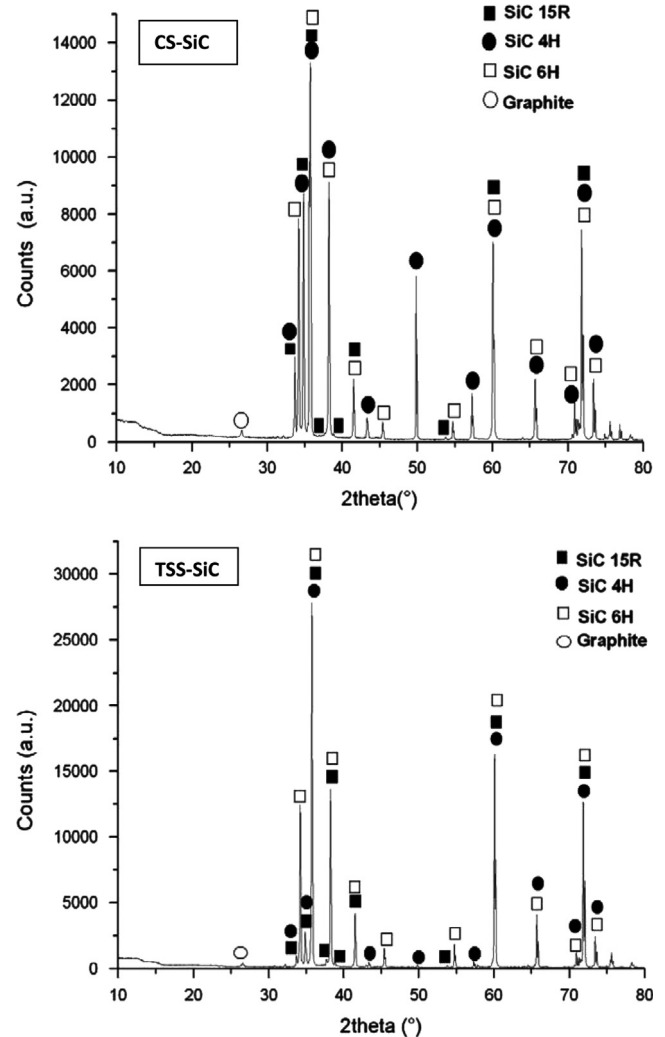 CS-SiC
SiC 15R
SiC 4H
SiC 6H
Graphite
14000
12000
10000
8000
6000
4000
2000
0
Counts (a.u.)
10 20 30 40 50 60 70 80
2theta(°)
TSS-SiC
SiC 15R
SiC 4H
SiC 6H
Graphite
30000
25000
20000
15000
10000
5000
0
Counts (a.u.)
10 20 30 40 50 60 70 80
2theta (°)